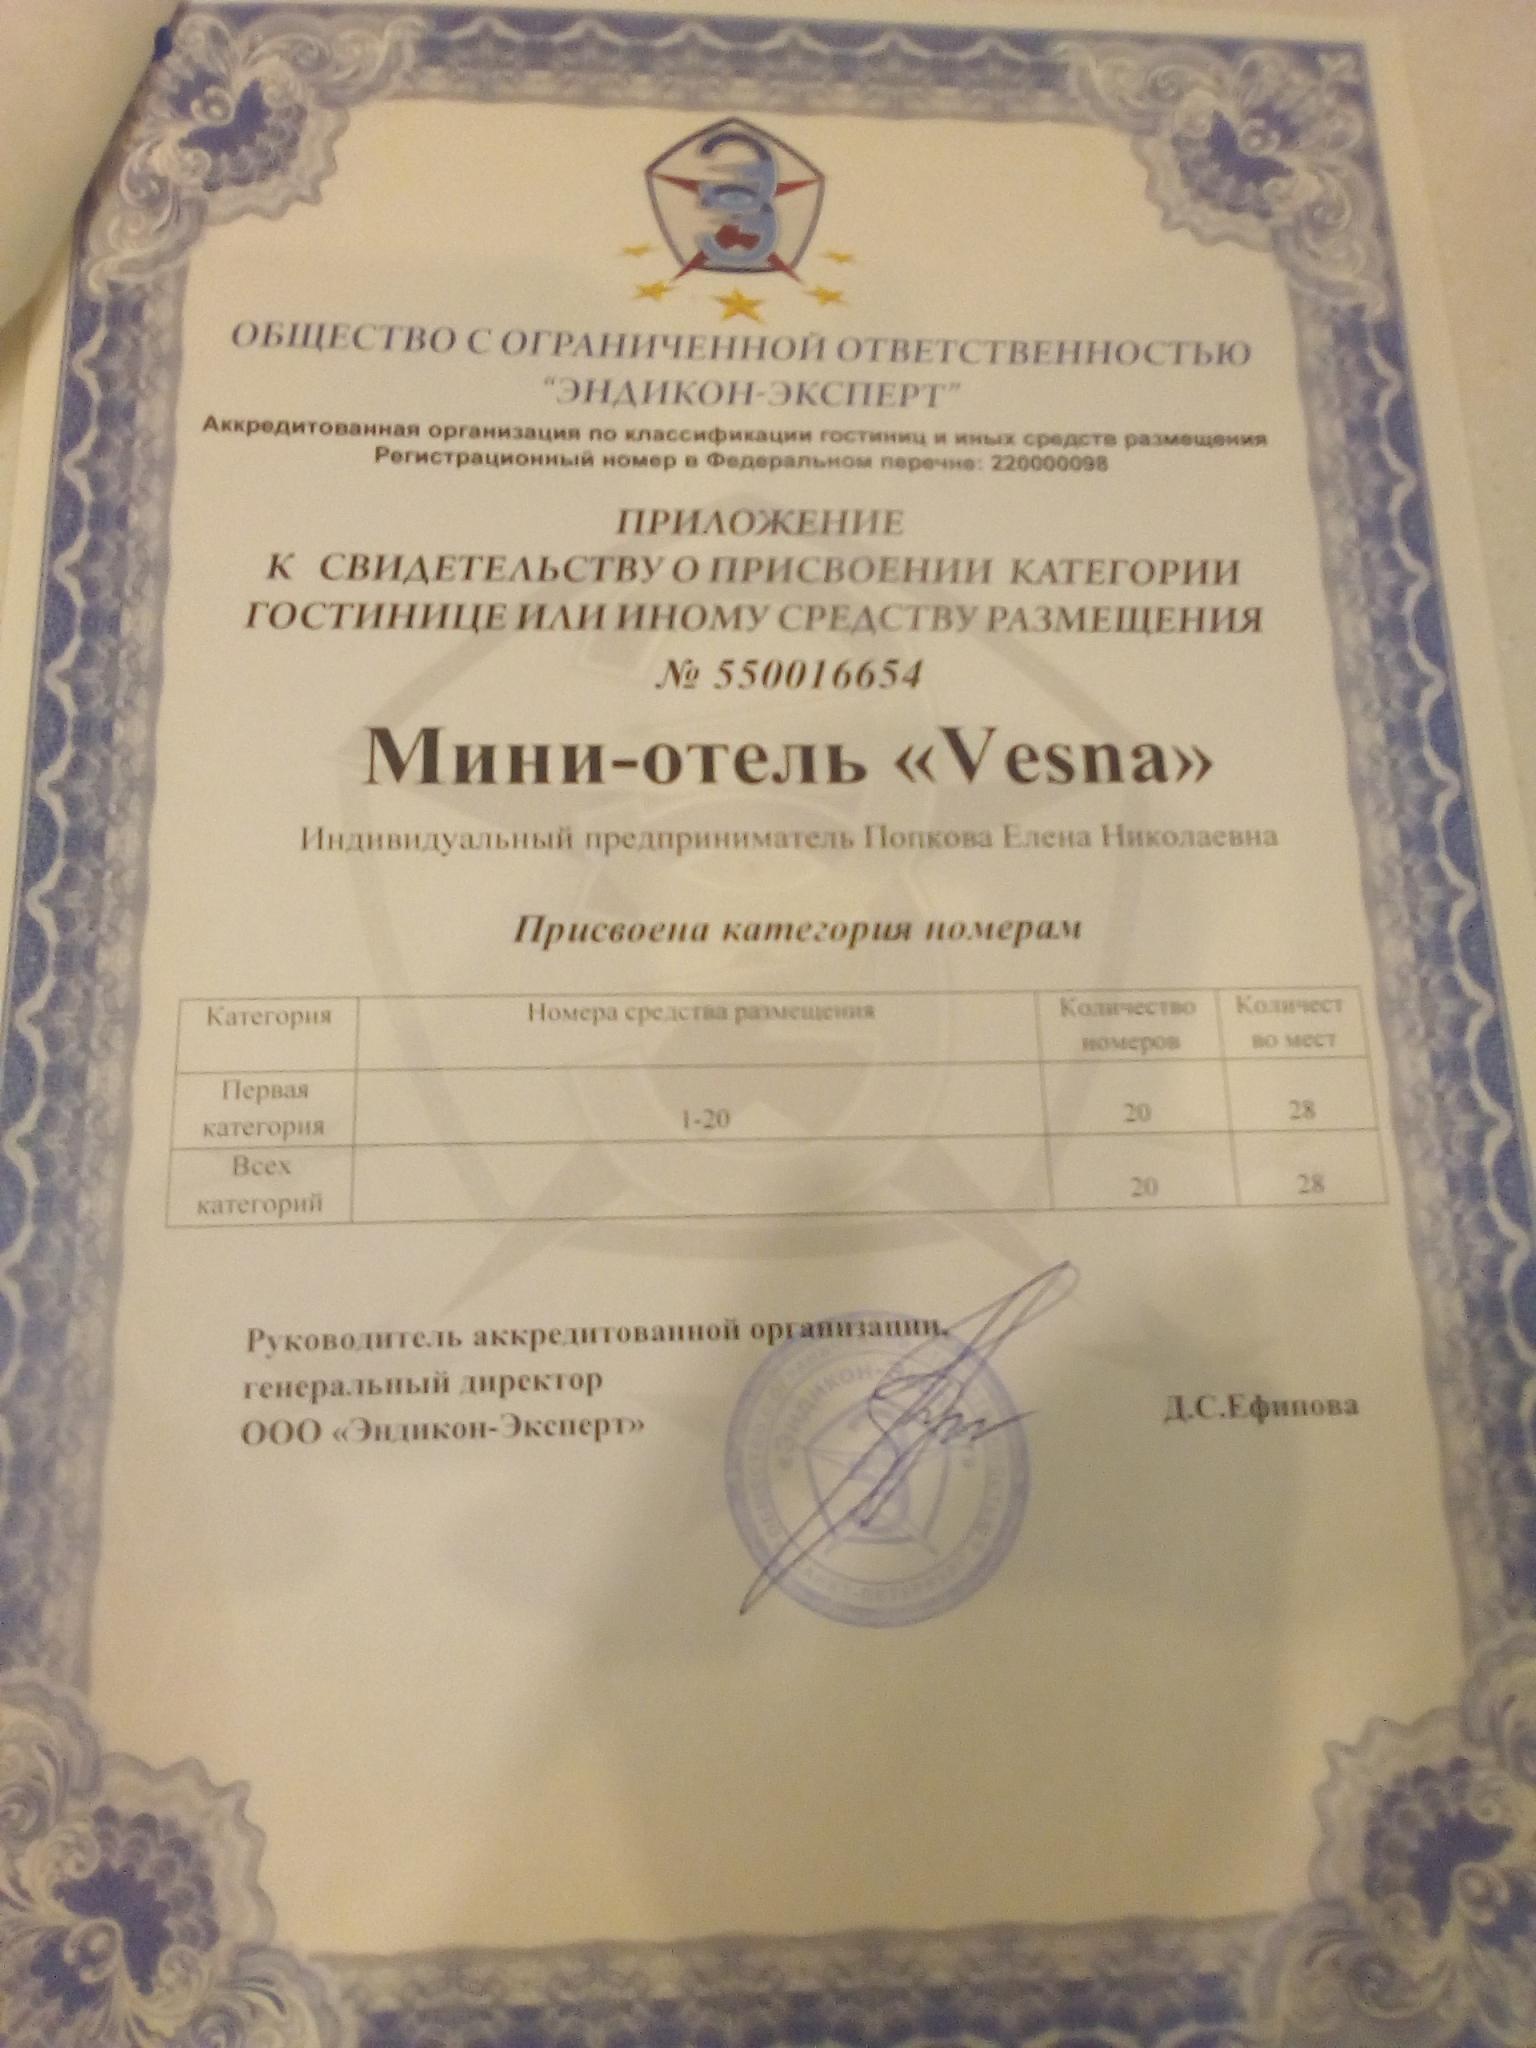 ОБЩЕСТВО С ОГРАНИЧЕННОЙ ОТВЕТСТВЕННОСТЬЮ
“ЭНДИКОН-ЭКСПЕРТ”
Аккредитованная организация по классификации гостиниц и иных средств размещения
Регистрационный номер в Федеральном перечне: 220000098
ПРИЛОЖЕНИЕ
К СВИДЕТЕЛЬСТВУ О ПРИСВОЕНИИ КАТЕГОРИИ
ГОСТИНИЦЕ ИЛИ ИНОМУ СРЕДСТВУ РАЗМЕЩЕНИЯ
№ 550016654
Мини-отель «Vesna»
Индивидуальный предприниматель Попкова Елена Николаевна
Присвоена категория номерам
Категория Номера средства размещения Количество номеров Количест во мест
Первая категория 1-20 20 28
Всех категорий 20 28
Руководитель аккредитованной организации,
генеральный директор
ООО «Эндикон-Эксперт» Д.С.Ефипова